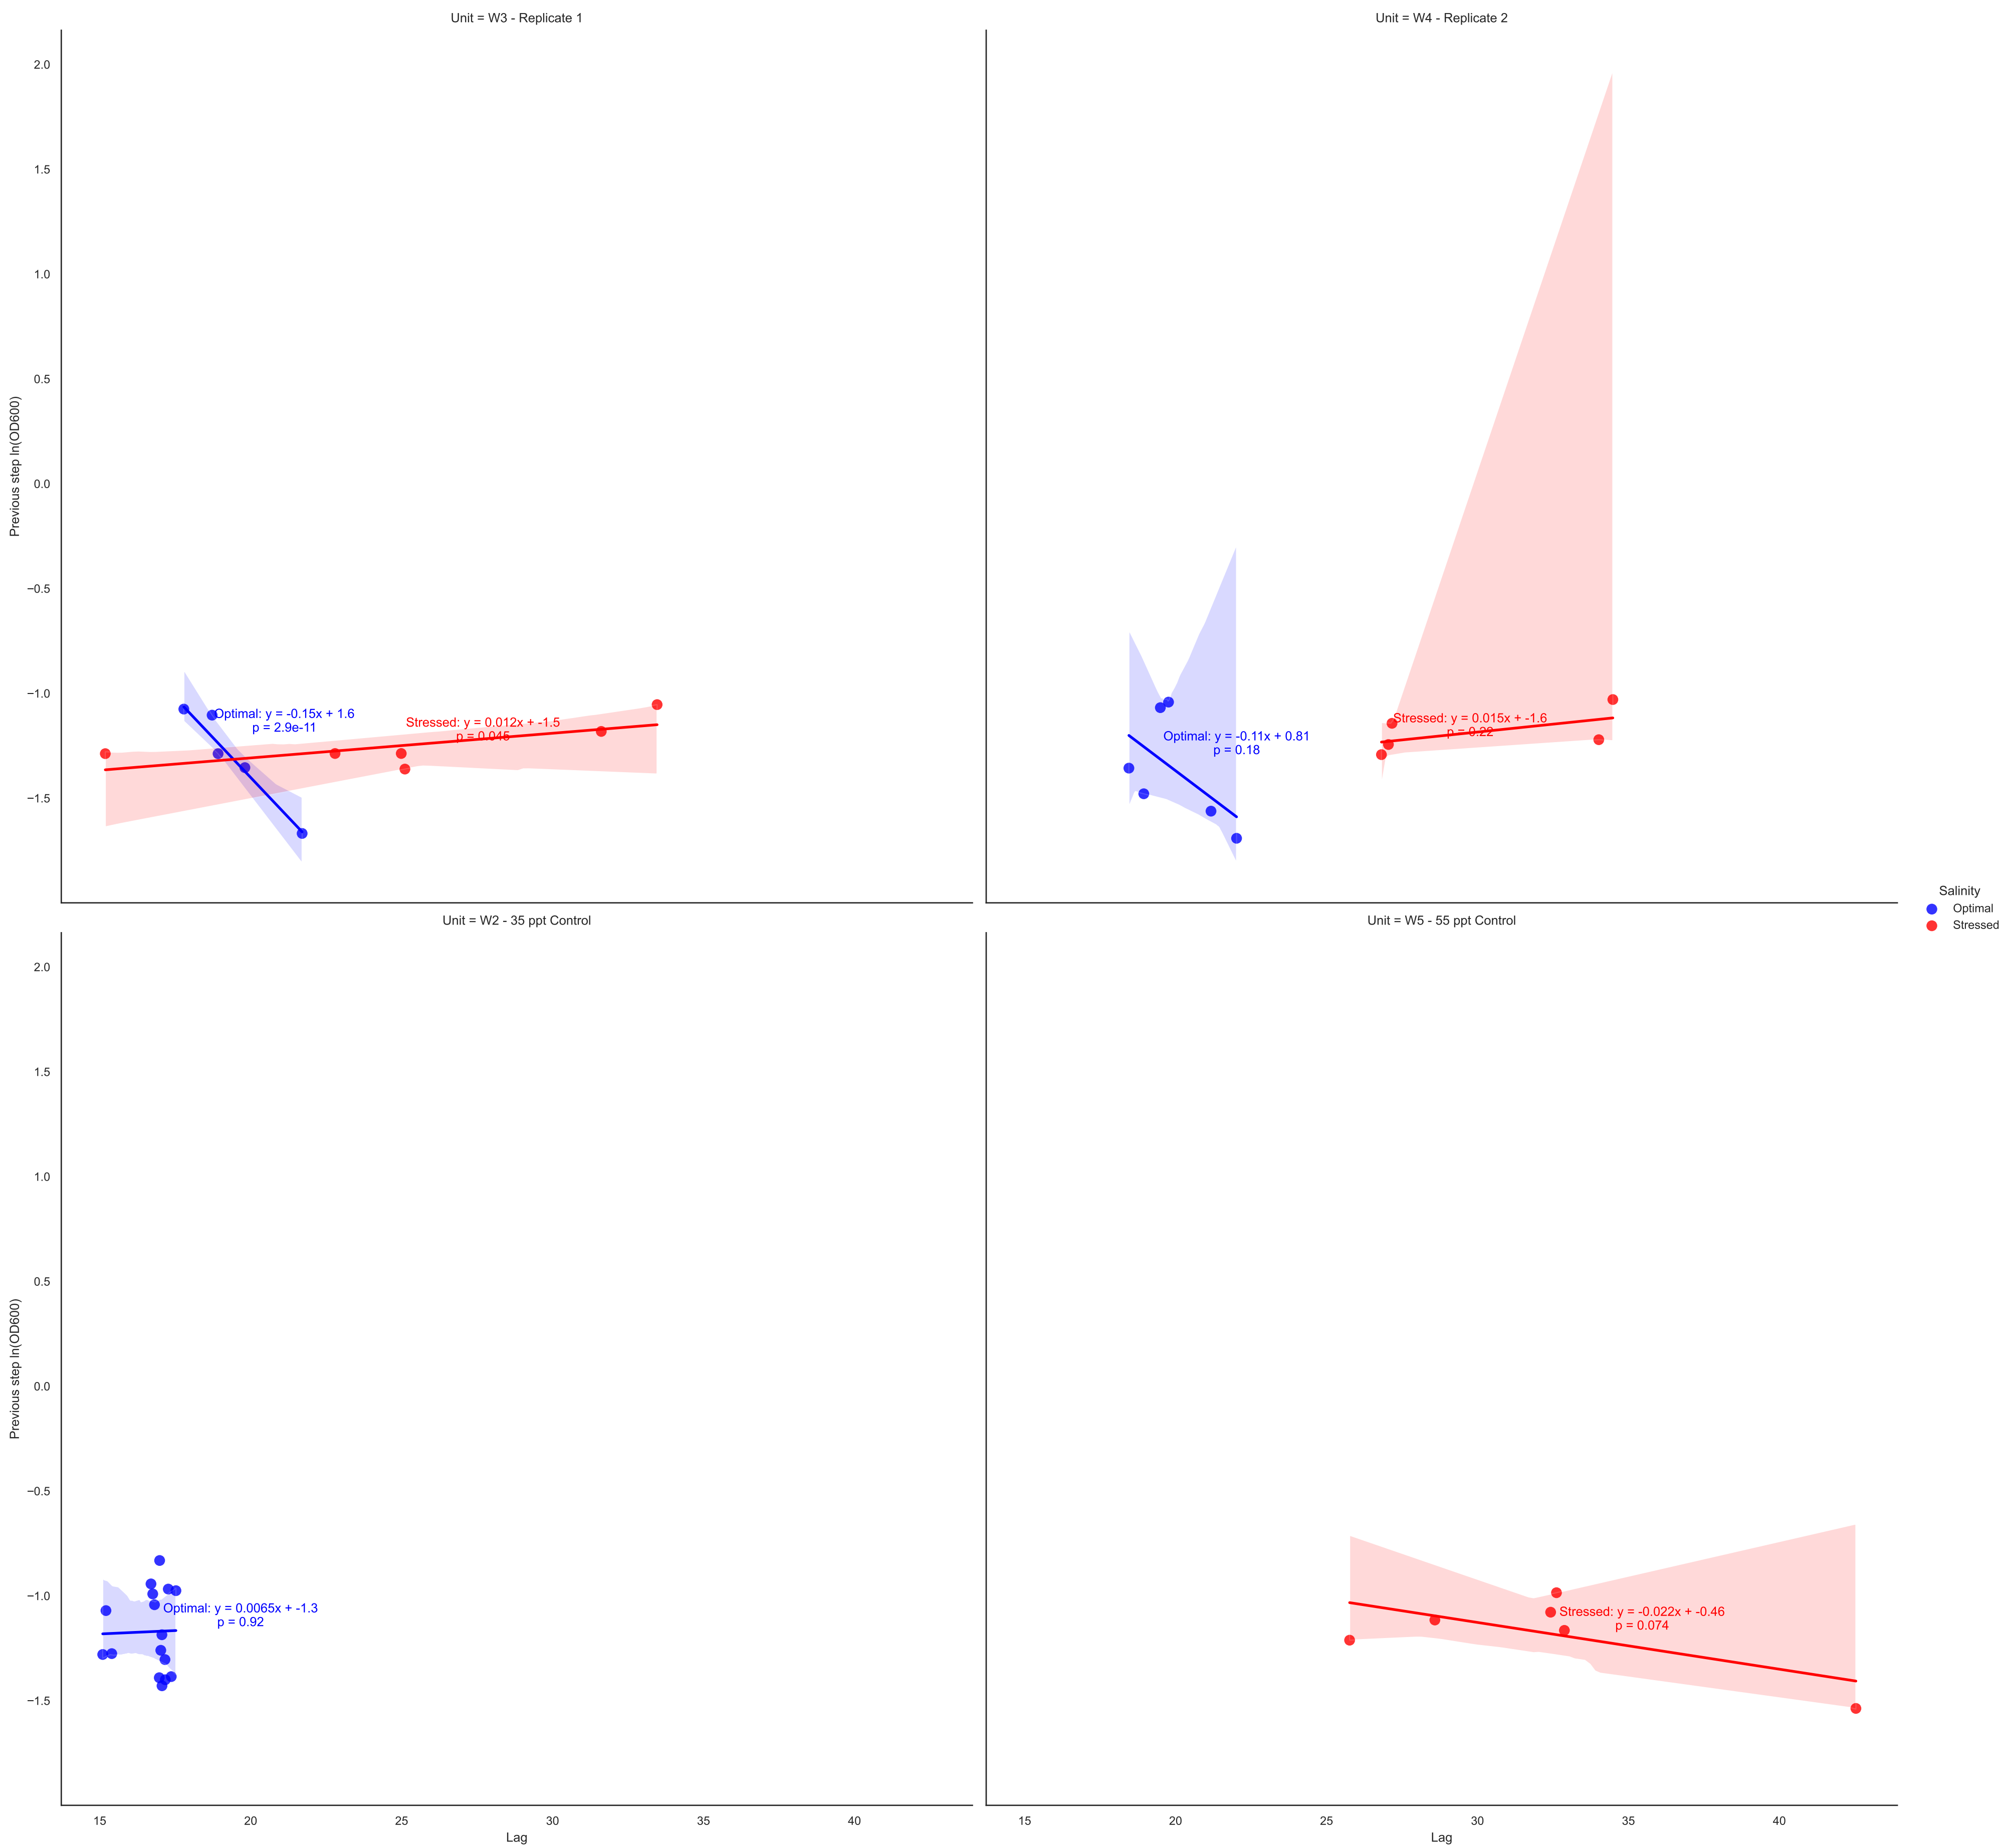 Unit = W3 - Replicate 1
Unit = W4 - Replicate 2
2.0
1.5
1.0
0.5
0.0
−0.5
−1.0
−1.5
Previous step ln(OD600)
Optimal: y = -0.15x + 1.6
p = 2.9e-11
Stressed: y = 0.012x + -1.5
p = 0.045
Optimal: y = -0.11x + 0.81
p = 0.18
Stressed: y = 0.015x + -1.6
p = 0.22
Salinity
Optimal
Stressed
Unit = W2 - 35 ppt Control
Unit = W5 - 55 ppt Control
2.0
1.5
1.0
0.5
0.0
−0.5
−1.0
−1.5
Previous step ln(OD600)
Optimal: y = 0.0065x + -1.3
p = 0.92
Stressed: y = -0.022x + -0.46
p = 0.074
15 20 25 30 35 40
Lag
15 20 25 30 35 40
Lag